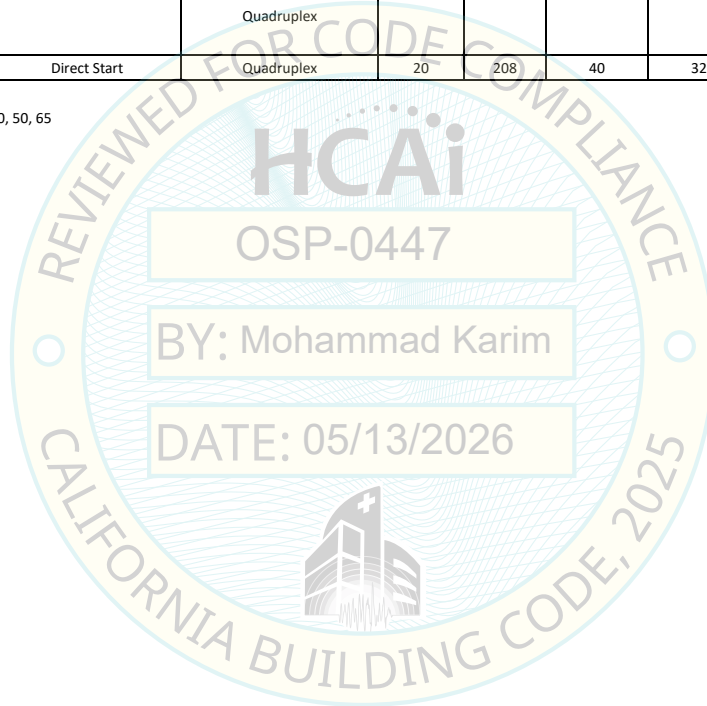 Quadruplex
Direct Start Quadruplex 20 208 40 32
0, 50, 65
REVIEWED FOR CODE COMPLIANCE
HCAi
OSP-0447
BY: Mohammad Karim
DATE: 05/13/2026
CALIFORNIA BUILDING CODE, 2025